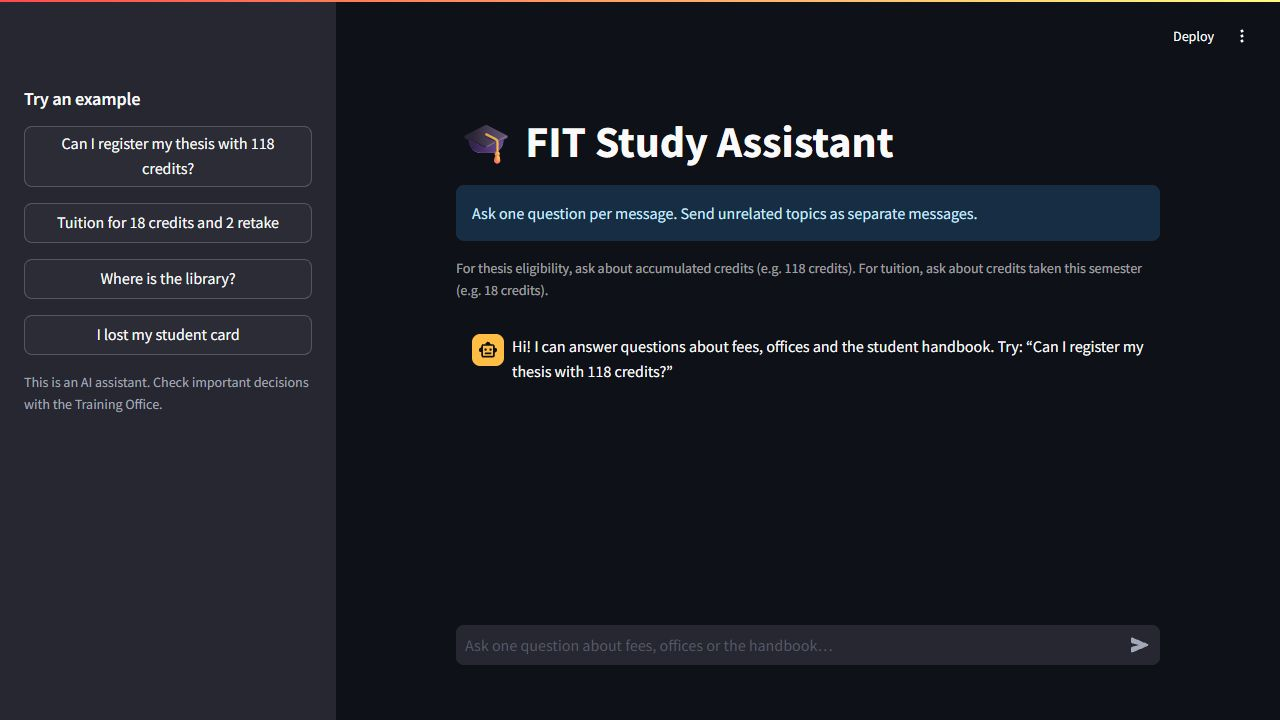 Deploy
Try an example
Can I register my thesis with 118
credits?
Tuition for 18 credits and 2 retake
Where is the library?
I lost my student card
This is an AI assistant. Check important decisions
with the Training Office.
FIT Study Assistant
Ask one question per message. Send unrelated topics as separate messages.
For thesis eligibility, ask about accumulated credits (e.g. 118 credits). For tuition, ask about credits taken this semester
(e.g. 18 credits).
Hi! I can answer questions about fees, offices and the student handbook. Try: “Can I register my
thesis with 118 credits?”
Ask one question about fees, offices or the handbook…